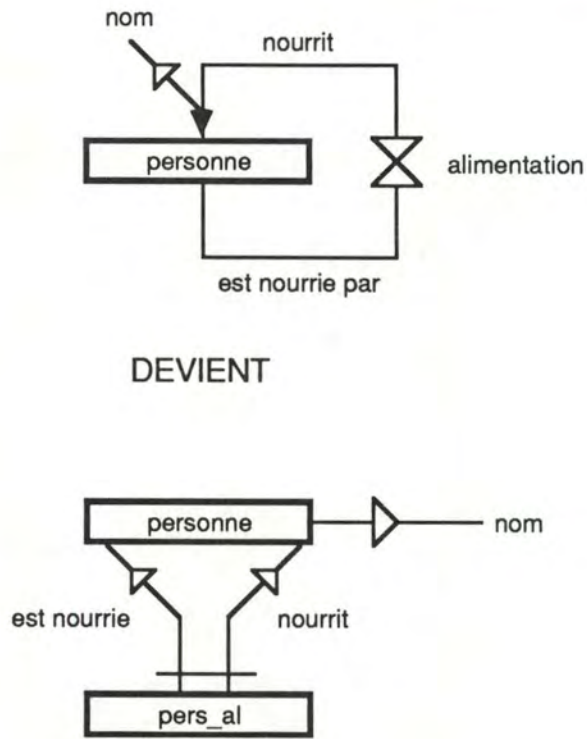 nom
nourrit
personne
alimentation
est nourrie par
DEVIENT
personne
nom
est nourrie
nourrit
pers_al